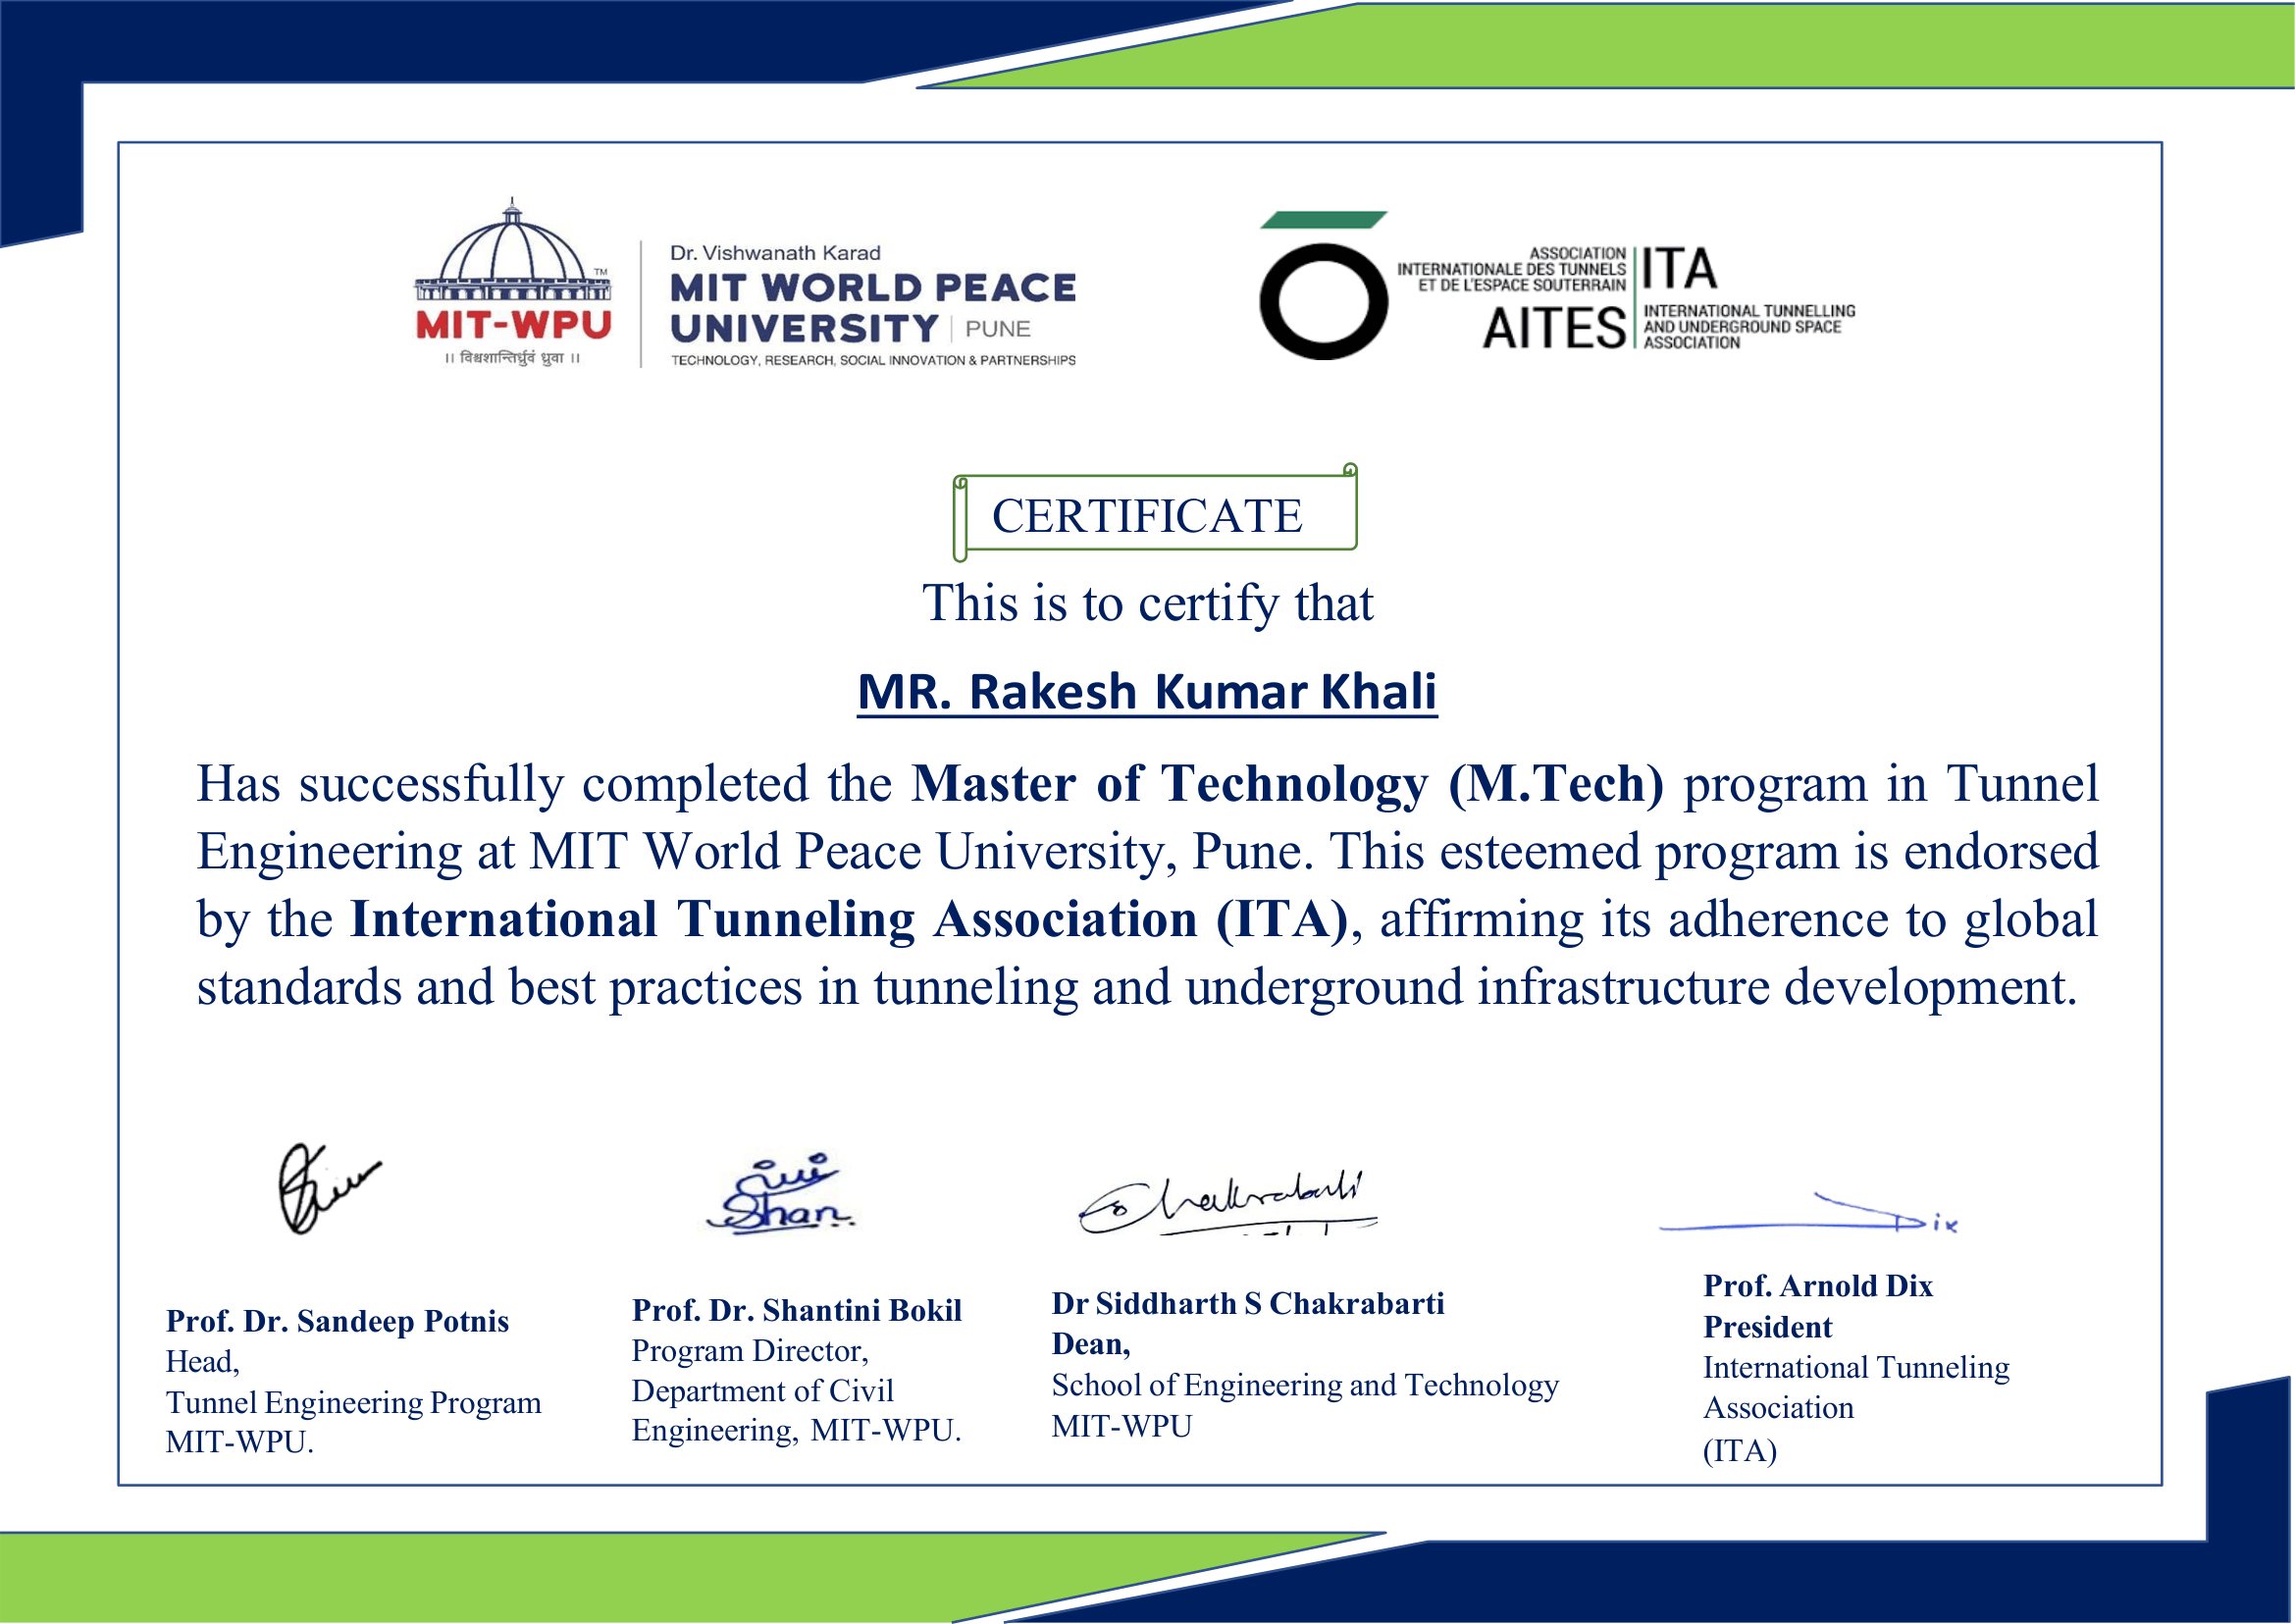 Dr. Vishwanath Karad
MIT WORLD PEACE
UNIVERSITY | PUNE
TECHNOLOGY, RESEARCH, SOCIAL INNOVATION & PARTNERSHIPS
TM
MIT-WPU
।। विश्वशान्तिर्ध्रुवं ध्रुवा ।।
ASSOCIATION
INTERNATIONALE DES TUNNELS
ET DE L'ESPACE SOUTERRAIN
AITES
ITA
INTERNATIONAL TUNNELLING
AND UNDERGROUND SPACE
ASSOCIATION
CERTIFICATE
This is to certify that
MR. Rakesh Kumar Khali
Has successfully completed the Master of Technology (M.Tech) program in Tunnel
Engineering at MIT World Peace University, Pune. This esteemed program is endorsed
by the International Tunneling Association (ITA), affirming its adherence to global
standards and best practices in tunneling and underground infrastructure development.
Shan
Chakrabarti
Dix
Prof. Dr. Sandeep Potnis
Head,
Tunnel Engineering Program
MIT-WPU.
Prof. Dr. Shantini Bokil
Program Director,
Department of Civil
Engineering, MIT-WPU.
Dr Siddharth S Chakrabarti
Dean,
School of Engineering and Technology
MIT-WPU
Prof. Arnold Dix
President
International Tunneling
Association
(ITA)